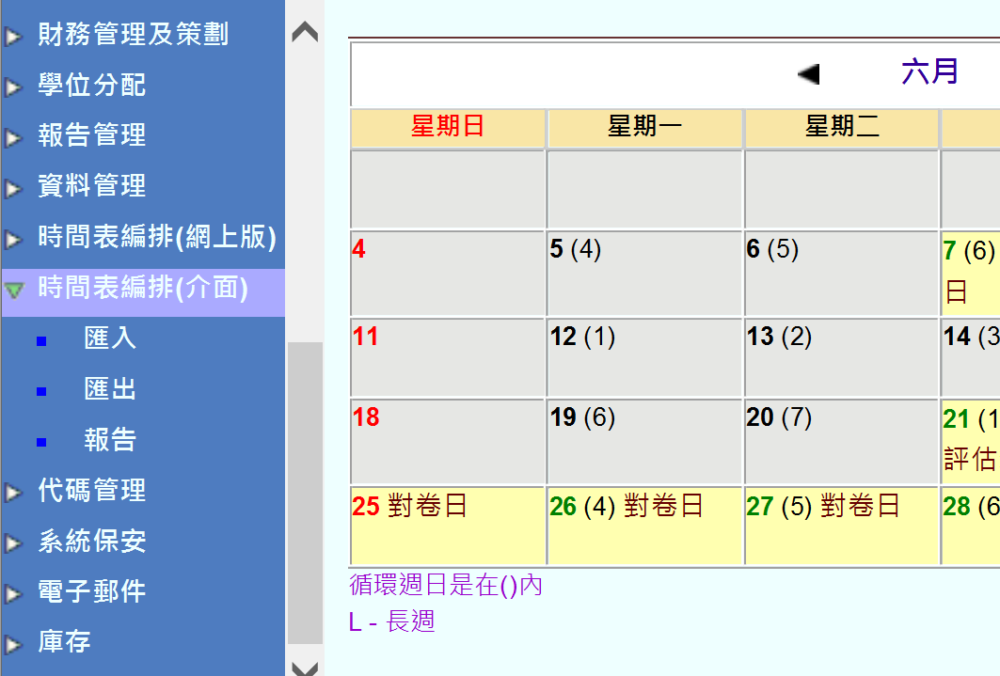 財務管理及策劃
學位分配
報告管理
資料管理
時間表編排(網上版)
時間表編排(介面)
匯入
匯出
報告
代碼管理
系統保安
電子郵件
庫存
六月
星期日 星期一 星期二
4 5 (4) 6 (5) 7 (6)
日
11 12 (1) 13 (2) 14 (3
18 19 (6) 20 (7) 21 (1
評估
25 對卷日 26 (4) 對卷日 27 (5) 對卷日 28 (6
循環週日是在()內
L - 長週